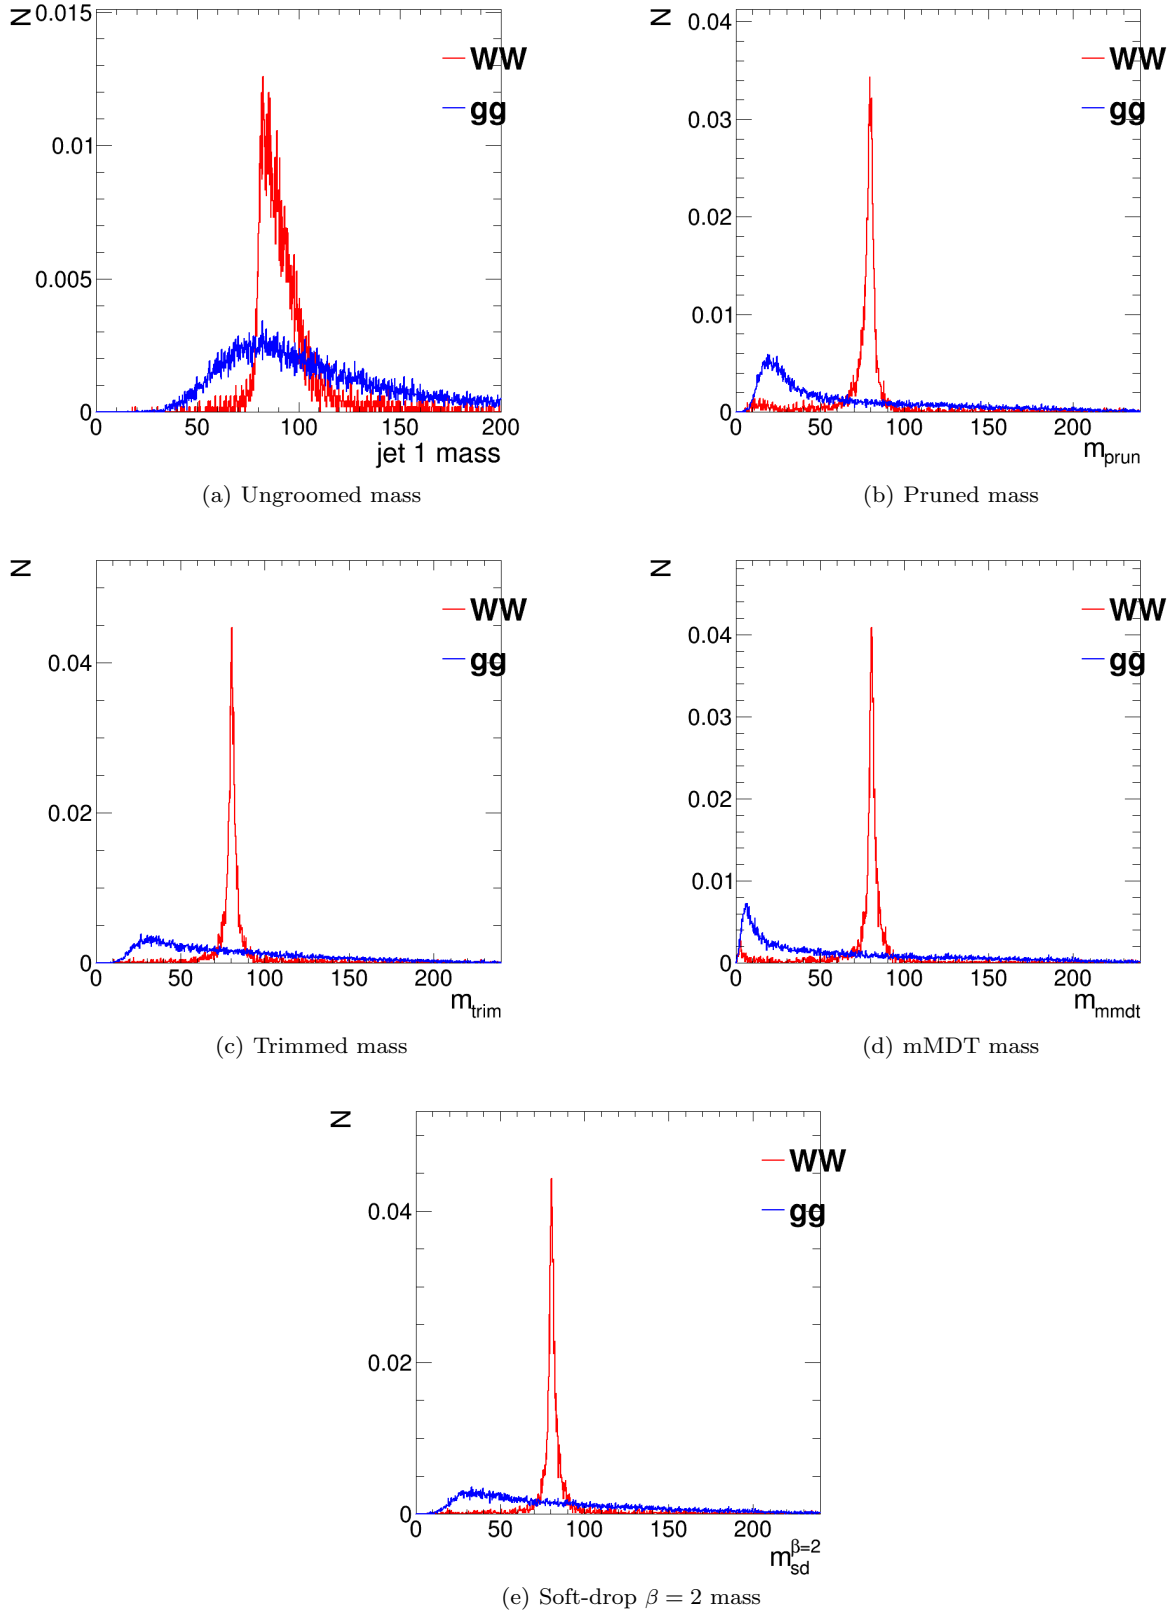 N
0.015
0.01
0.005
0
0 50 100 150 200
jet 1 mass
WW
gg
(a) Ungroomed mass
N
0.04
0.03
0.02
0.01
0
0 50 100 150 200
m_prun
WW
gg
(b) Pruned mass
N
0.04
0.02
0
0 50 100 150 200
m_trim
WW
gg
(c) Trimmed mass
N
0.04
0.03
0.02
0.01
0
0 50 100 150 200
m_mmdt
WW
gg
(d) mMDT mass
N
0.04
0.02
0
0 50 100 150 200
m_sd^β=2
WW
gg
(e) Soft-drop β = 2 mass